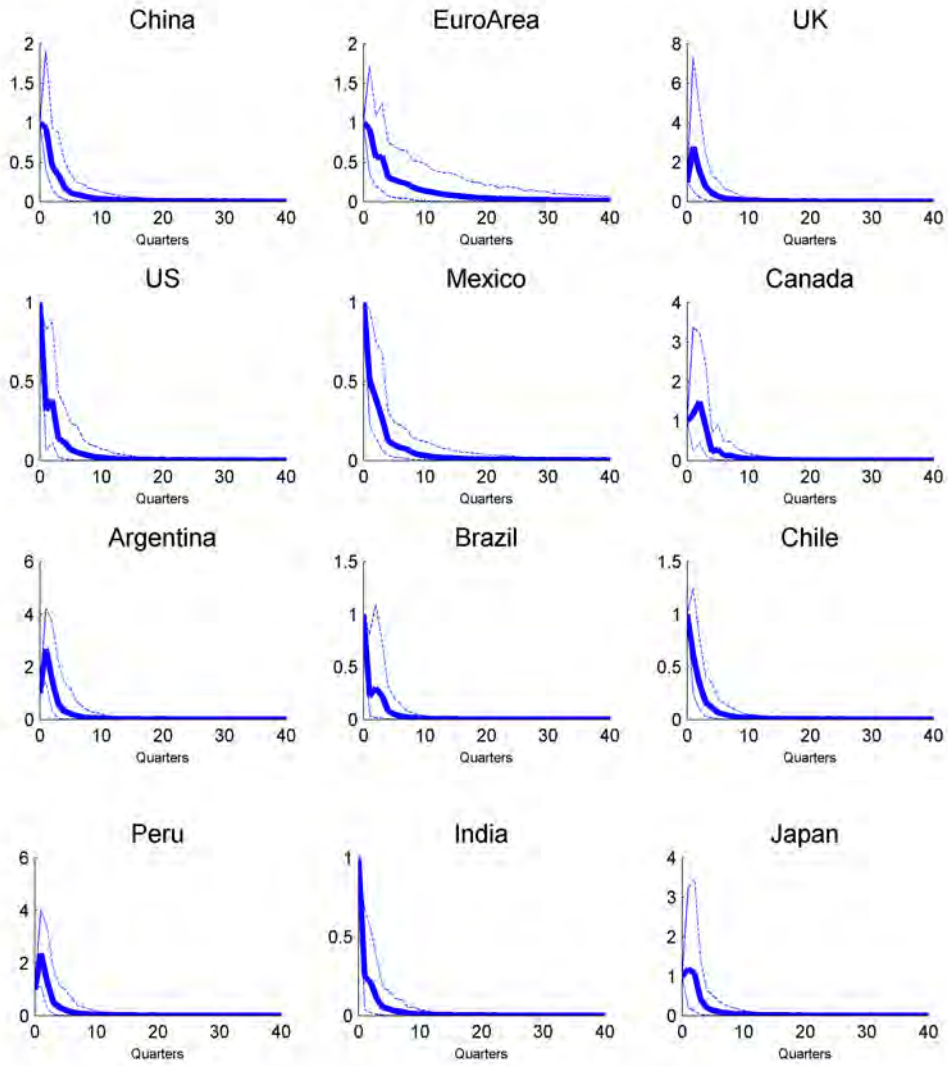 China EuroArea UK
2 2 8
1.5 1.5 6
1 1 4
0.5 0.5 2
0 0 0
0 10 20 30 40 0 10 20 30 40 0 10 20 30 40
Quarters Quarters Quarters
US Mexico Canada
1 1 4
3
0.5 0.5 2
1
0 0 0
0 10 20 30 40 0 10 20 30 40 0 10 20 30 40
Quarters Quarters Quarters
Argentina Brazil Chile
6 1.5 1.5
4 1 1
2 0.5 0.5
0 0 0
0 10 20 30 40 0 10 20 30 40 0 10 20 30 40
Quarters Quarters Quarters
Peru India Japan
6 1 4
4 3
0.5 2
2 1
0 0 0
0 10 20 30 40 0 10 20 30 40 0 10 20 30 40
Quarters Quarters Quarters